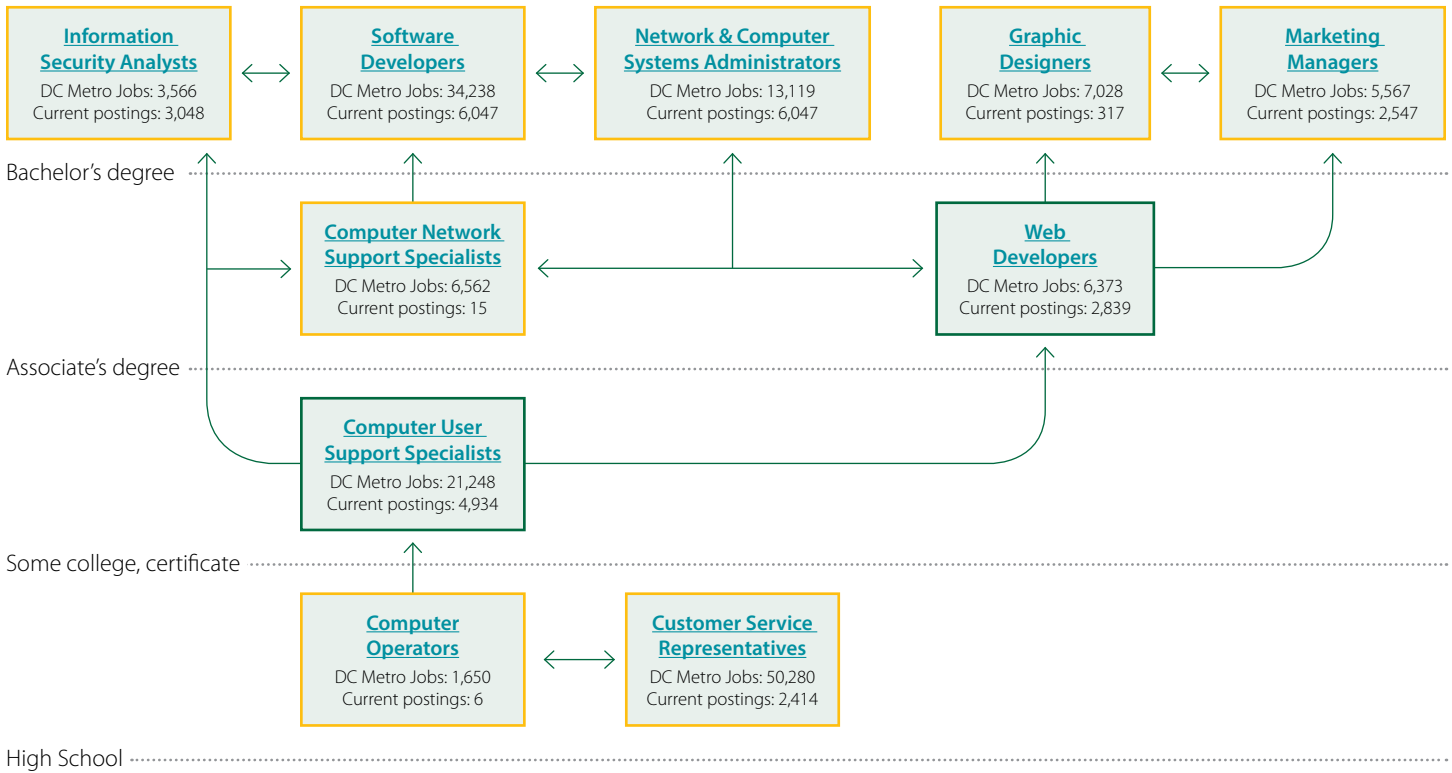 Information
Security Analysts
DC Metro Jobs: 3,566
Current postings: 3,048
Software
Developers
DC Metro Jobs: 34,238
Current postings: 6,047
Network & Computer
Systems Administrators
DC Metro Jobs: 13,119
Current postings: 6,047
Graphic
Designers
DC Metro Jobs: 7,028
Current postings: 317
Marketing
Managers
DC Metro Jobs: 5,567
Current postings: 2,547
Bachelor’s degree
Computer Network
Support Specialists
DC Metro Jobs: 6,562
Current postings: 15
Web
Developers
DC Metro Jobs: 6,373
Current postings: 2,839
Associate’s degree
Computer User
Support Specialists
DC Metro Jobs: 21,248
Current postings: 4,934
Some college, certificate
Computer
Operators
DC Metro Jobs: 1,650
Current postings: 6
Customer Service
Representatives
DC Metro Jobs: 50,280
Current postings: 2,414
High School